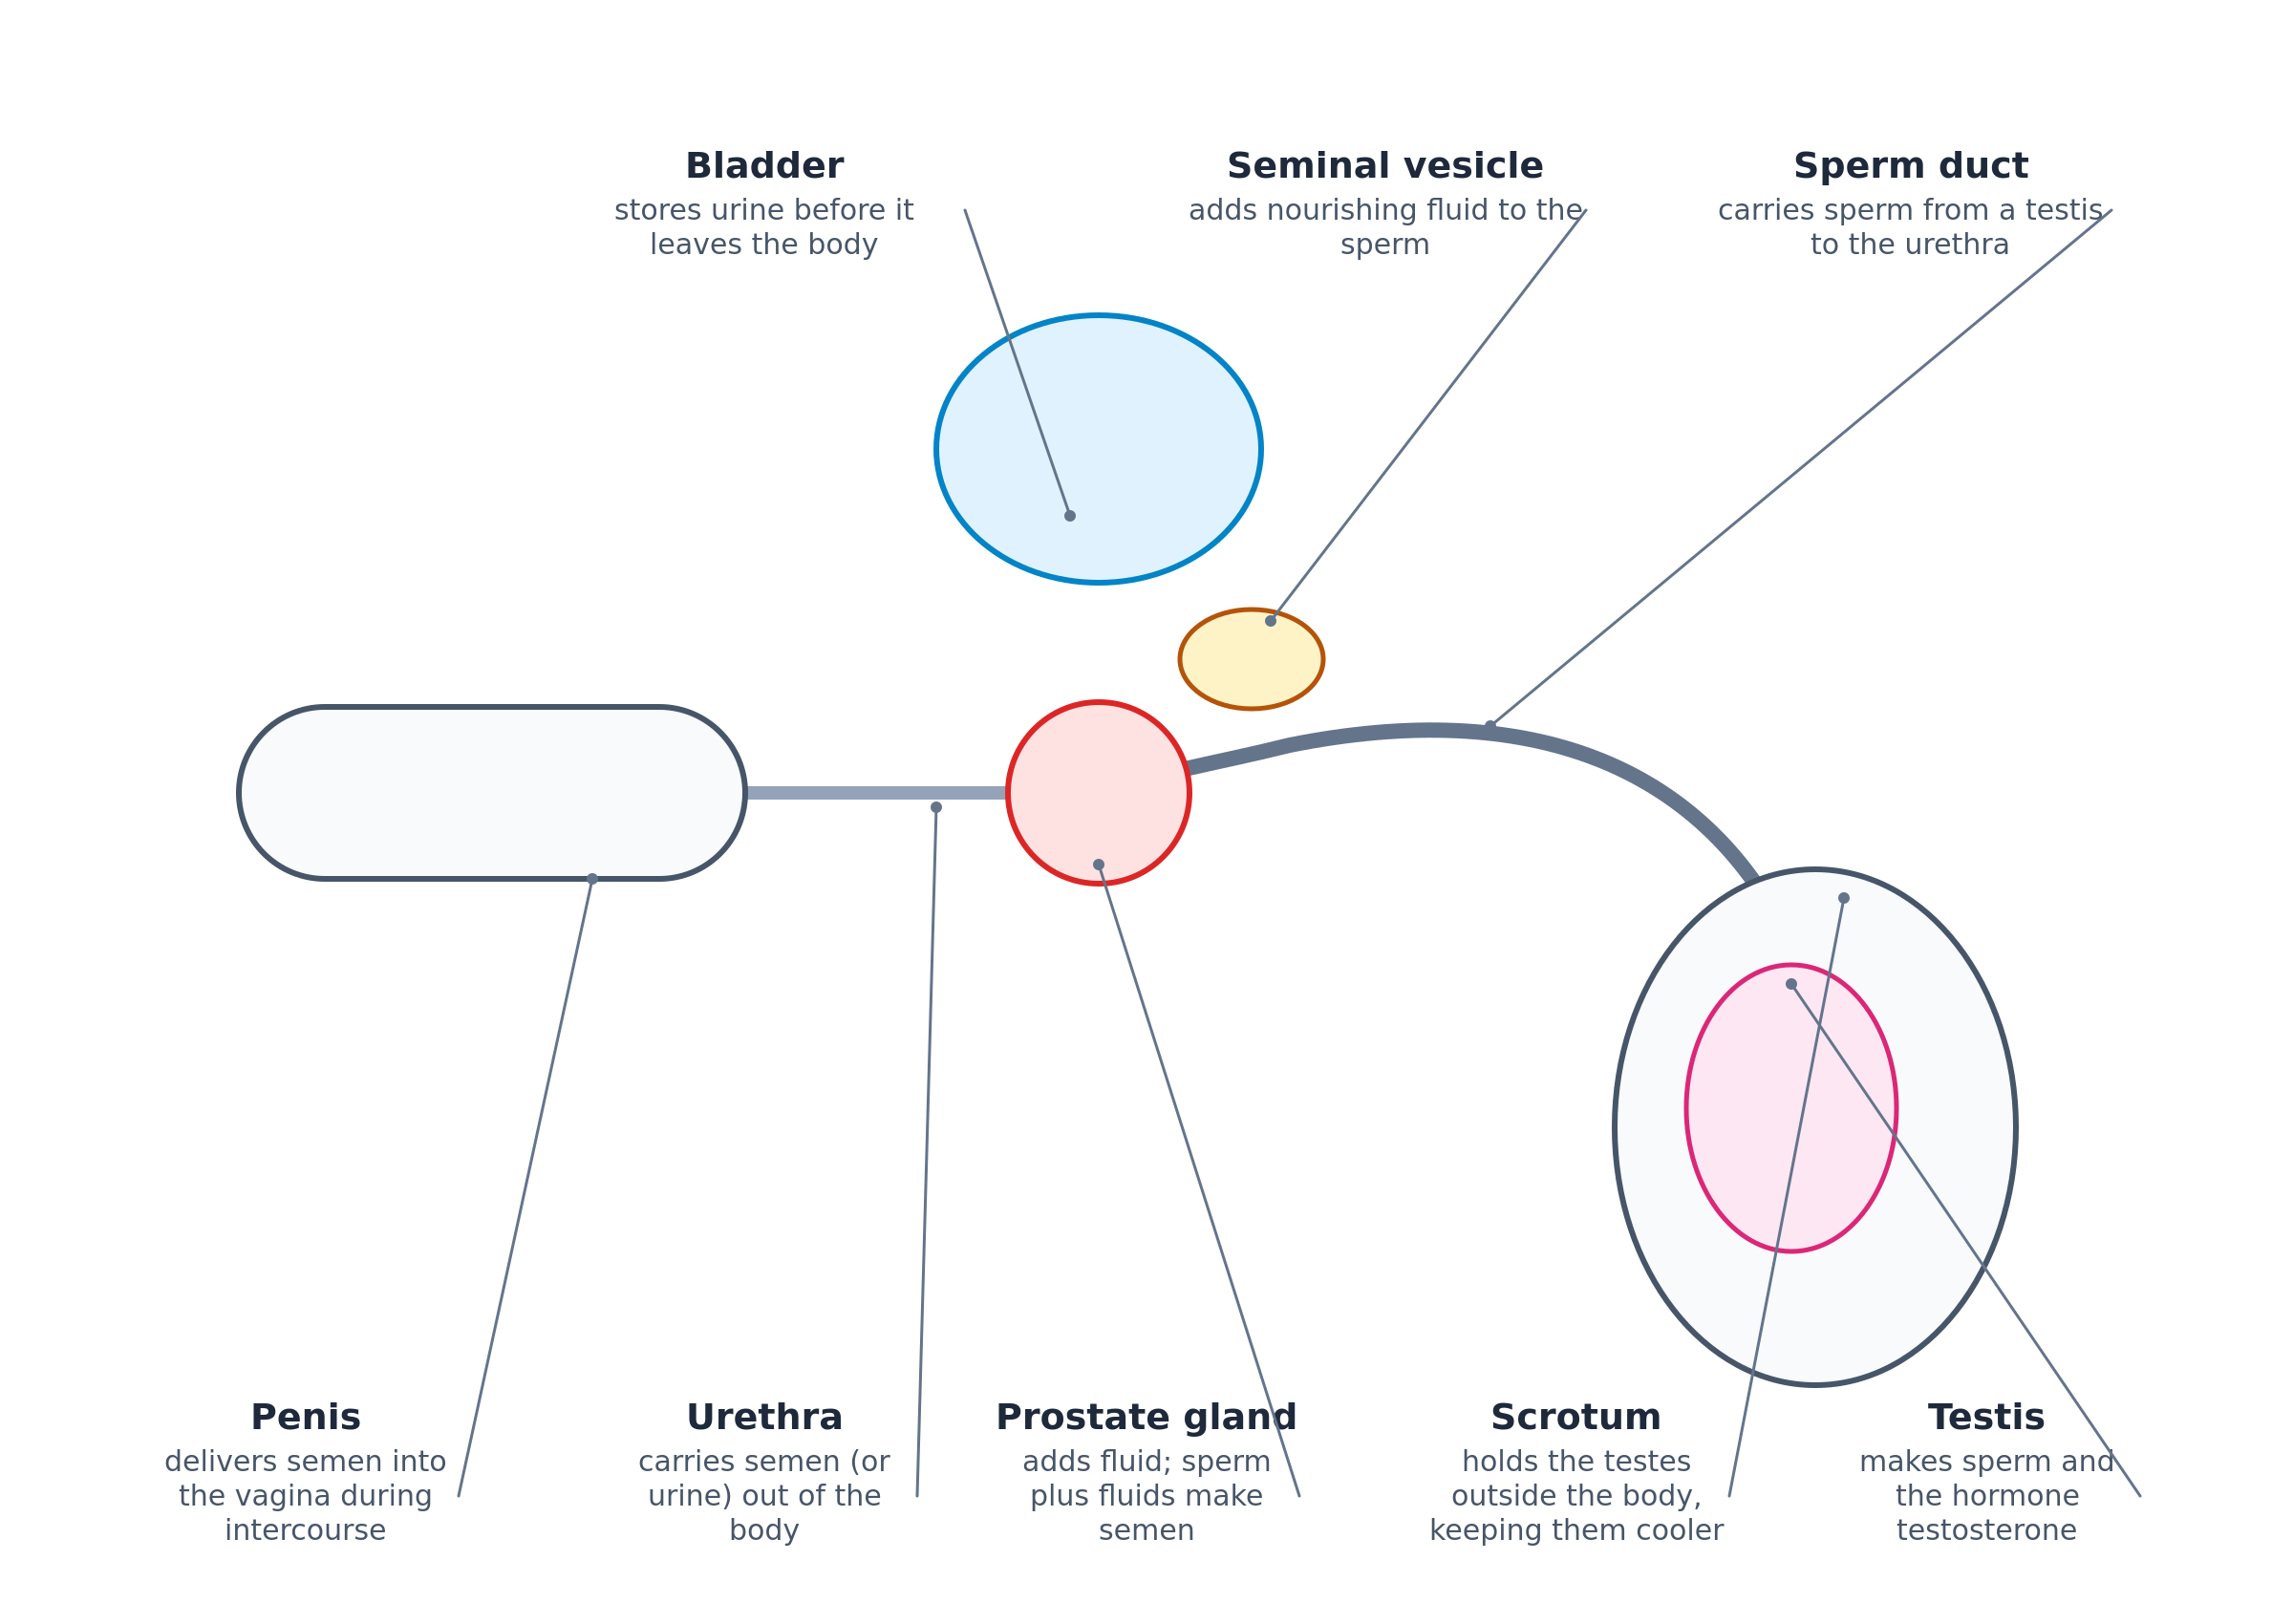 Bladder
stores urine before it
leaves the body
Seminal vesicle
adds nourishing fluid to the
sperm
Sperm duct
carries sperm from a testis
to the urethra
Penis
delivers semen into
the vagina during
intercourse
Urethra
carries semen (or
urine) out of the
body
Prostate gland
adds fluid; sperm
plus fluids make
semen
Scrotum
holds the testes
outside the body,
keeping them cooler
Testis
makes sperm and
the hormone
testosterone